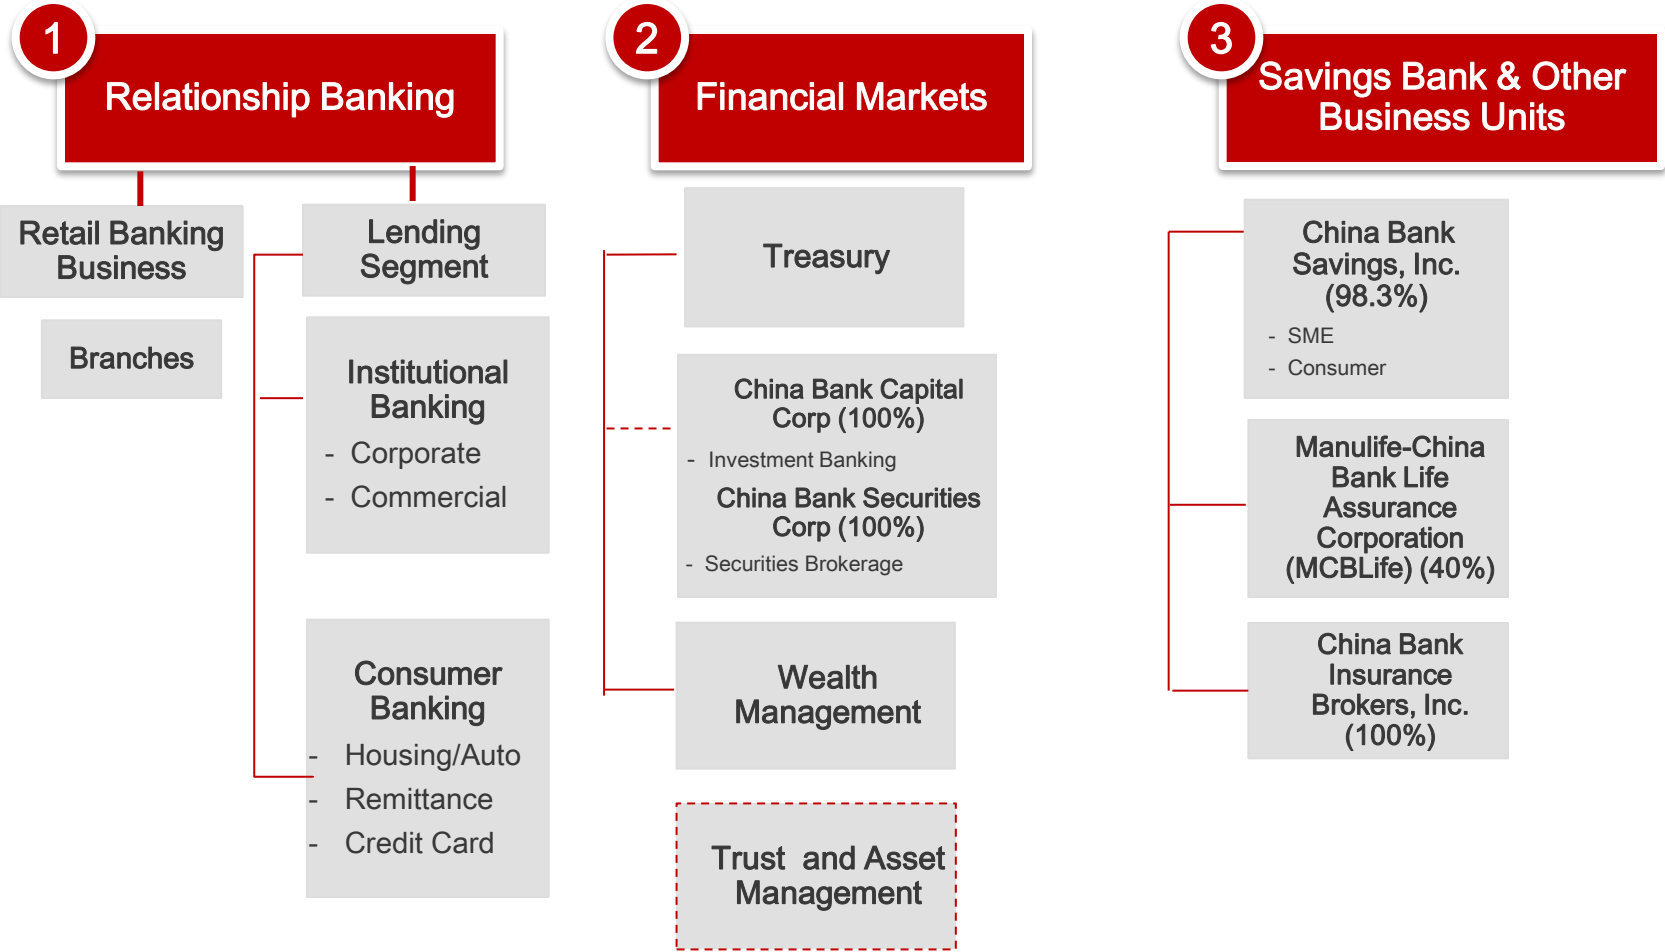 1
Relationship Banking
Retail Banking
Business
Branches
Lending
Segment
Institutional
Banking
- Corporate
- Commercial
Consumer
Banking
- Housing/Auto
- Remittance
- Credit Card
2
Financial Markets
Treasury
China Bank Capital
Corp (100%)
- Investment Banking
China Bank Securities
Corp (100%)
- Securities Brokerage
Wealth
Management
Trust and Asset
Management
3
Savings Bank & Other
Business Units
China Bank
Savings, Inc.
(98.3%)
- SME
- Consumer
Manulife-China
Bank Life
Assurance
Corporation
(MCBLife) (40%)
China Bank
Insurance
Brokers, Inc.
(100%)